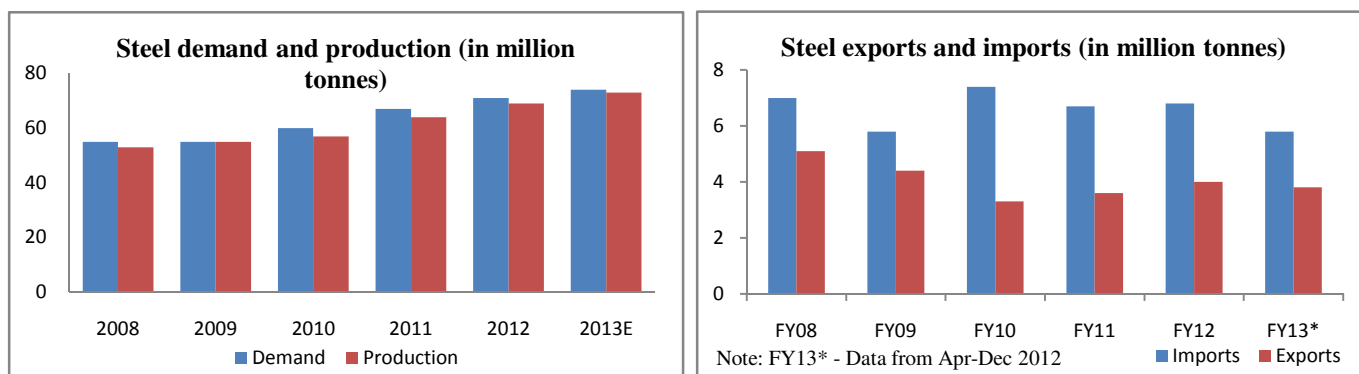 Steel demand and production (in million
tonnes)
80
60
40
20
0
2008 2009 2010 2011 2012 2013E
Demand Production
Steel exports and imports (in million tonnes)
8
6
4
2
0
FY08 FY09 FY10 FY11 FY12 FY13*
Note: FY13* - Data from Apr-Dec 2012
Imports Exports